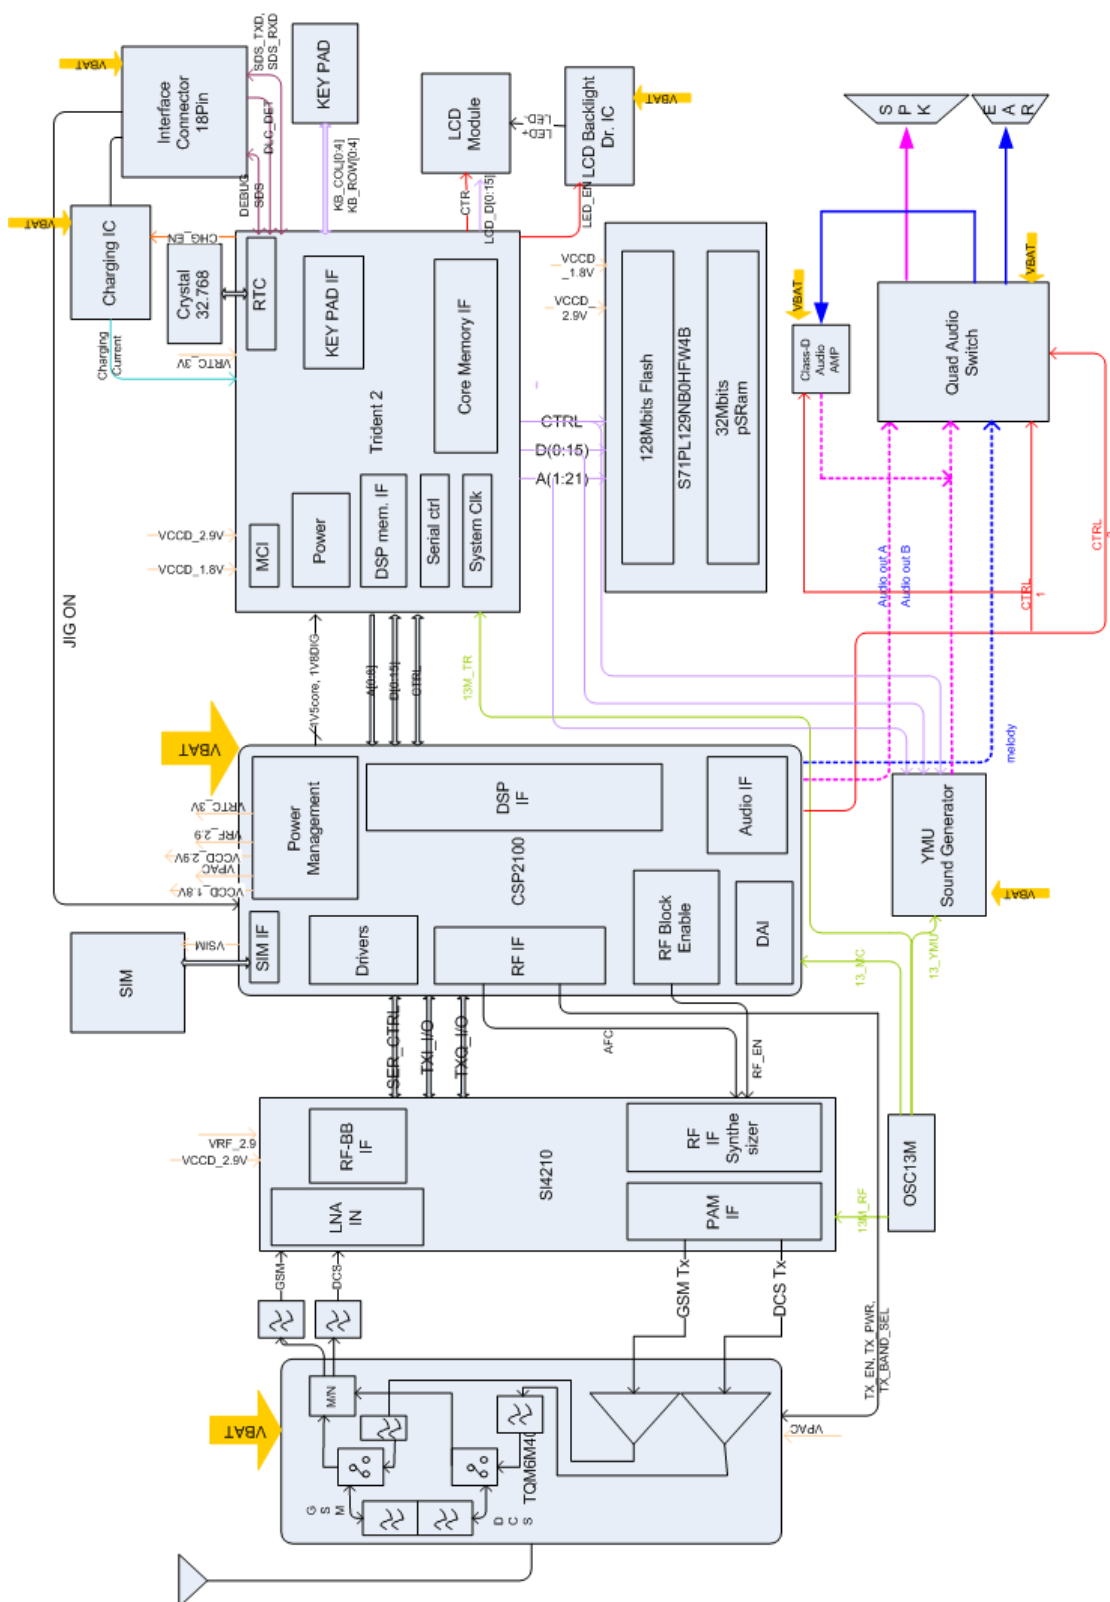 VBAT
Interface
Connector
18Pin
SDS_TXD,
SDS_RXD
KEY PAD
DLC_DET
DEBUG
SDS
KB_COL[0:4]
KB_ROW[0:4]
LCD
Module
LED+
LED-
LCD Backlight
Dr. IC
VBAT
S P K
E A R
VBAT
Charging IC
CHG_EN
Crystal
32.768
Charging
Current
VRTC_3V
CTR
LCD_D[0:15]
LED_EN
RTC
KEY PAD IF
Core Memory IF
Trident 2
MCI
Power
DSP mem. IF
Serial ctrl
System Clk
VCCD_2.9V
VCCD_1.8V
VCCD
_1.8V
VCCD_
2.9V
128Mbits Flash
S71PL129NB0HFW4B
32Mbits
pSRam
CTRL
D(0:15)
A(1:21)
VBAT
Class-D
Audio
AMP
VBAT
Quad Audio
Switch
Audio out A
Audio out B
CTRL
1
CTRL
JIG ON
1V5core, 1V8DIG
A[0:8]
D[0:15]
CTRL
13M_TR
melody
VBAT
VRTC_3V
VRF_2.9
VCCD_2.9V
VPAC
VCCD_1.8V
Power
Management
DSP
IF
Audio IF
CSP2100
SIM IF
Drivers
RF IF
RF Block
Enable
DAI
VSIM
SIM
YMU
Sound Generator
VBAT
13_MC
13_YMU
SER_CTRL
TXI_I/O
TXQ_I/O
AFC
RF_EN
VRF_2.9
VCCD_2.9V
RF-BB
IF
LNA
IN
SI4210
RF
IF
Synthe
sizer
PAM
IF
OSC13M
13M_RF
GSM
DCS
GSM Tx
DCS Tx
TX_EN, TX_PWR,
TX_BAND_SEL
VBAT
M/N
G S M
D C S
TQM6M40
VPAC